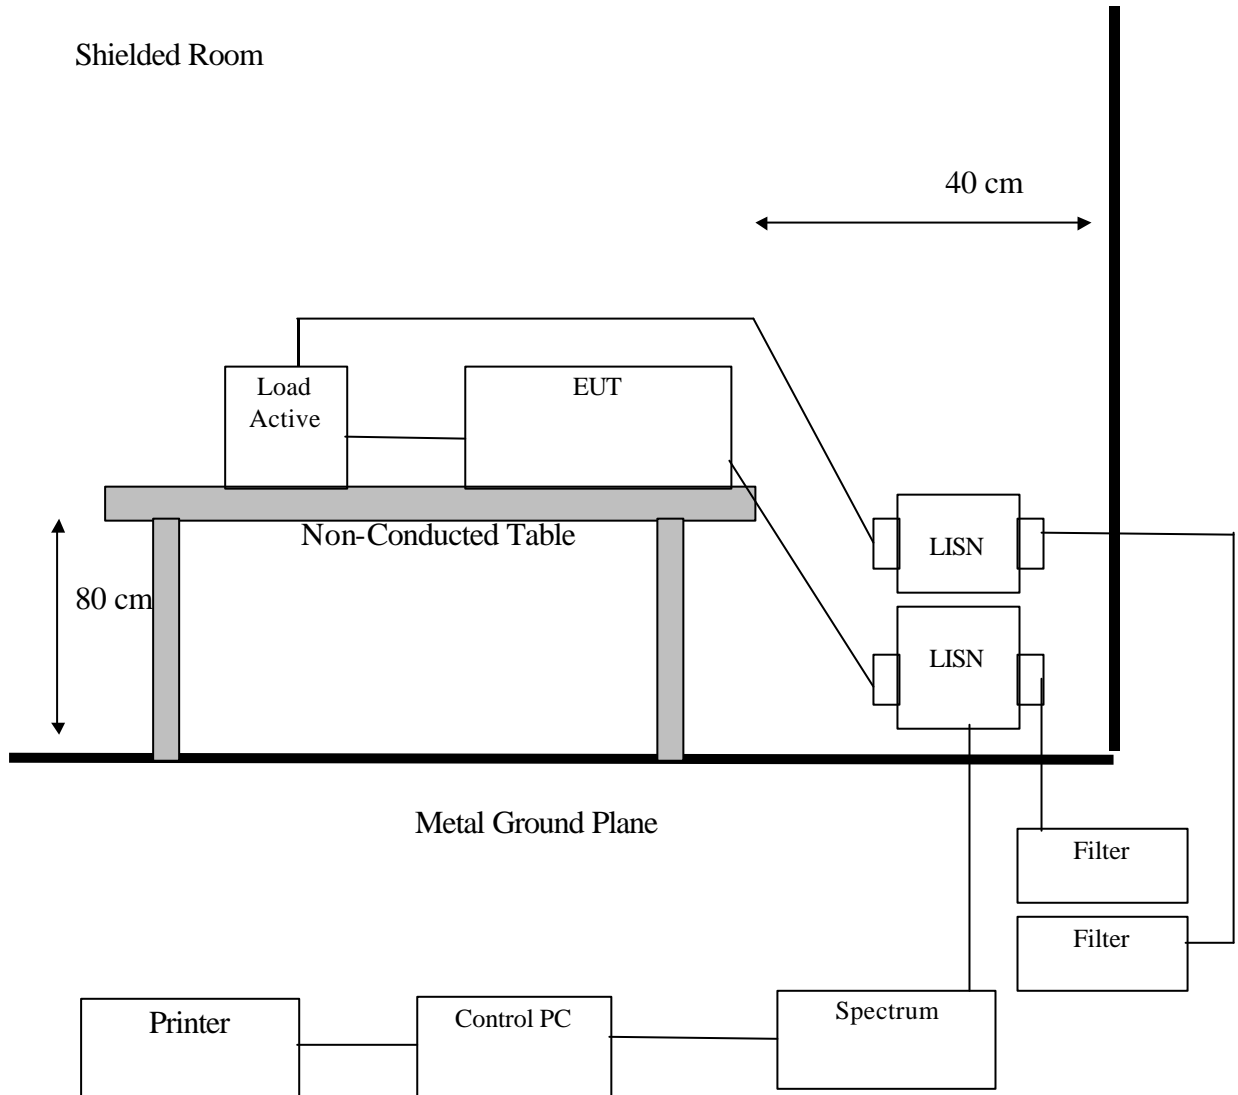 Shielded Room
40 cm
Load
Active
EUT
Non-Conducted Table
LISN
80 cm
LISN
Metal Ground Plane
Filter
Filter
Printer
Control PC
Spectrum